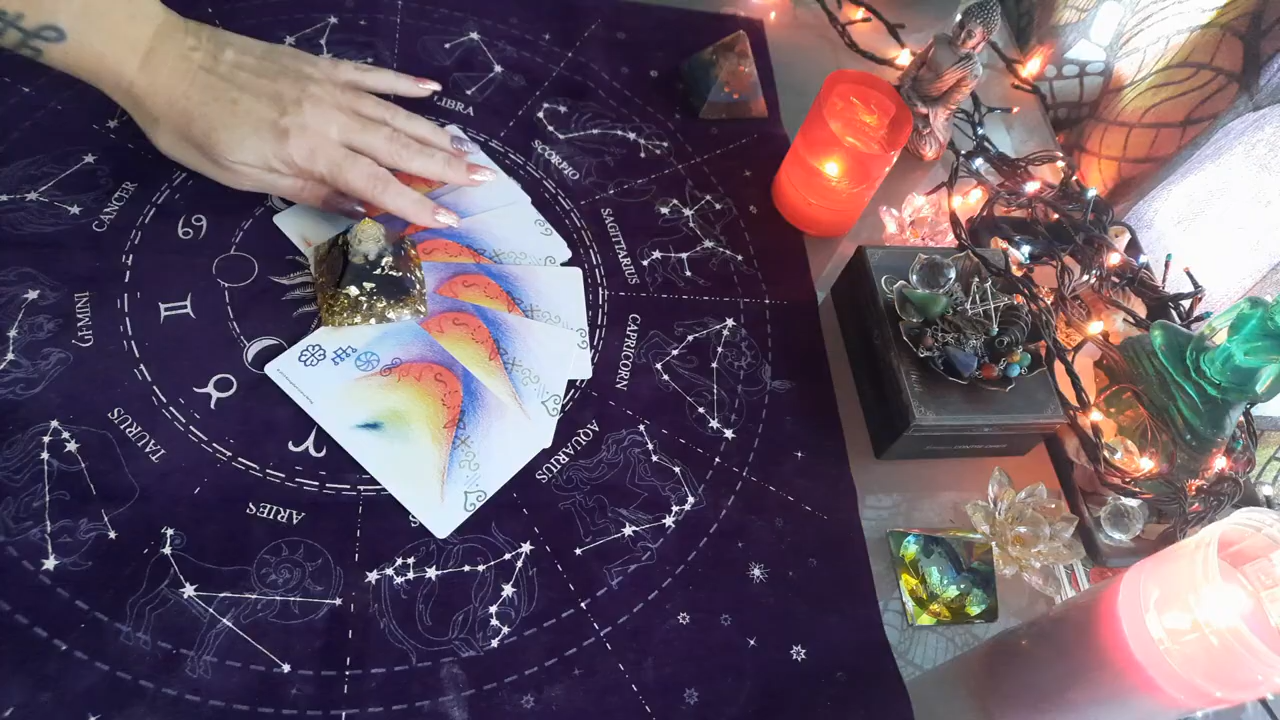 LIBRA
SCORPIO
SAGITTARIUS
CAPRICORN
AQUARIUS
ARIES
TAURUS
GEMINI
CANCER